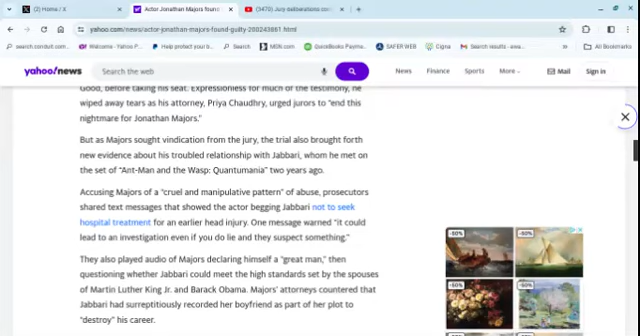 (2) Home / X
Actor Jonathan Majors found
(3479) Jury deliberations con
yahoo.com/news/actor-jonathan-majors-found-guilty-200243661.html
search.conduit.com
Welcome - Yahoo P...
Help protect your b...
Search
MSN.com
QuickBooks Payme...
SAFER WEB
Cigna
Search results - ewa...
All Bookmarks
yahoo/news
Search the web
News
Finance
Sports
More
Mail
Sign in
Good, before taking his seat. Expressionless for much of the testimony, he
wiped away tears as his attorney, Priya Chaudhry, urged jurors to “end this
nightmare for Jonathan Majors.”
But as Majors sought vindication from the jury, the trial also brought forth
new evidence about his troubled relationship with Jabbari, whom he met on
the set of “Ant-Man and the Wasp: Quantumania” two years ago.
Accusing Majors of a “cruel and manipulative pattern” of abuse, prosecutors
shared text messages that showed the actor begging Jabbari not to seek
hospital treatment for an earlier head injury. One message warned “it could
lead to an investigation even if you do lie and they suspect something.”
They also played audio of Majors declaring himself a “great man,” then
questioning whether Jabbari could meet the high standards set by the spouses
of Martin Luther King Jr. and Barack Obama. Majors’ attorneys countered that
Jabbari had surreptitiously recorded her boyfriend as part of her plot to
“destroy” his career.
-50%
-50%
-50%
-50%